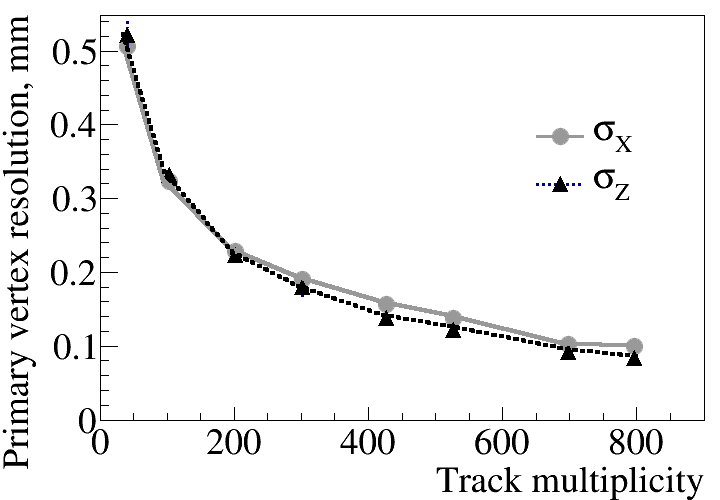 Primary vertex resolution, mm
0.5
0.4
0.3
0.2
0.1
0
σX
σZ
0 200 400 600 800
Track multiplicity